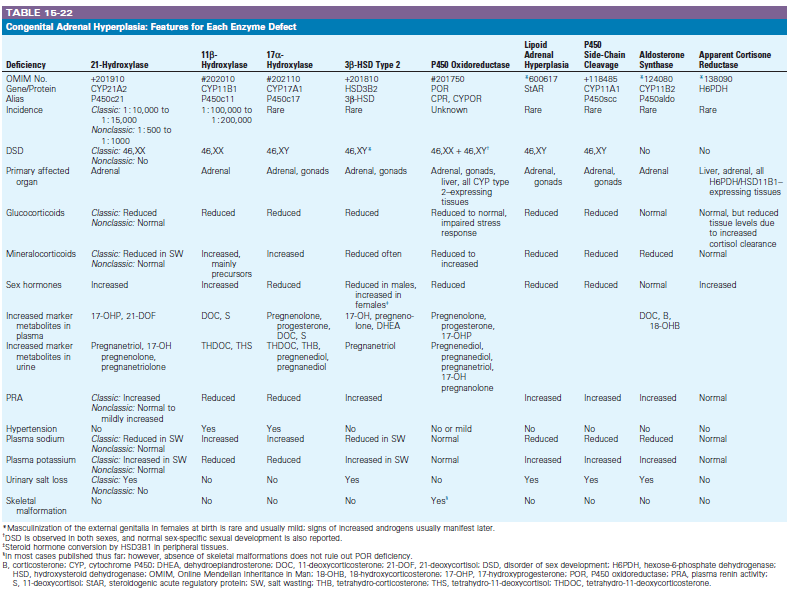 TABLE 15-22
Congenital Adrenal Hyperplasia: Features for Each Enzyme Defect
Lipoid P450
11β- 17α- Adrenal Side-Chain Aldosterone Apparent Cortisone
Deficiency 21-Hydroxylase Hydroxylase Hydroxylase 3β-HSD Type 2 P450 Oxidoreductase Hyperplasia Cleavage Synthase Reductase
OMIM No. +201910 #202010 #202110 +201810 #201750 *600617 +118485 *124080 *138090
Gene/Protein CYP21A2 CYP11B1 CYP17A1 HSD3B2 POR StAR CYP11A1 CYP11B2 H6PDH
Alias P450c21 P450c11 P450c17 3β-HSD CPR, CYPOR P450scc P450aldo
Incidence Classic: 1:10,000 to 1:100,000 to Rare Rare Unknown Rare Rare Rare Rare
1:15,000 1:200,000
Nonclassic: 1:500 to
1:1000
DSD Classic: 46,XX 46,XX 46,XY 46,XY* 46,XX + 46,XY† 46,XY 46,XY No No
Nonclassic: No
Primary affected Adrenal Adrenal Adrenal, gonads Adrenal, gonads Adrenal, gonads, Adrenal, Adrenal, Adrenal Liver, adrenal, all
organ liver, all CYP type gonads gonads H6PDH/HSD11B1–
2–expressing expressing tissues
tissues
Glucocorticoids Classic: Reduced Reduced Reduced Reduced Reduced to normal, Reduced Reduced Normal Normal, but reduced
Nonclassic: Normal impaired stress tissue levels due
response to increased
cortisol clearance
Mineralocorticoids Classic: Reduced in SW Increased, Increased Reduced often Reduced to Reduced Reduced Reduced Normal
Nonclassic: Normal mainly increased
precursors
Sex hormones Increased Increased Reduced Reduced in males, Reduced Reduced Reduced Normal Increased
increased in
females‡
Increased marker 17-OHP, 21-DOF DOC, S Pregnenolone, 17-OH, pregneno- Pregnenolone, DOC, B,
metabolites in progesterone, lone, DHEA progesterone, 18-OHB
plasma DOC, S 17-OHP
Increased marker Pregnanetriol, 17-OH THDOC, THS THDOC, THB, Pregnanetriol Pregnenediol,
metabolites in pregnenolone, pregnenediol, pregnanediol,
urine pregnanetriolone pregnanediol pregnanetriol,
17-OH
pregnanolone
PRA Classic: Increased Reduced Reduced Increased Increased Increased Increased Normal
Nonclassic: Normal to
mildly increased
Hypertension No Yes Yes No No or mild No No No No
Plasma sodium Classic: Reduced in SW Increased Increased Reduced in SW Normal Reduced Reduced Reduced Normal
Nonclassic: Normal
Plasma potassium Classic: Increased in SW Reduced Reduced Increased in SW Normal Increased Increased Increased Normal
Nonclassic: Normal
Urinary salt loss Classic: Yes No No Yes No Yes Yes Yes No
Nonclassic: No
Skeletal No No No No Yes§ No No No No
malformation
*Masculinization of the external genitalia in females at birth is rare and usually mild; signs of increased androgens usually manifest later.
†DSD is observed in both sexes, and normal sex-specific sexual development is also reported.
‡Steroid hormone conversion by HSD3B1 in peripheral tissues.
§In most cases published thus far; however, absence of skeletal malformations does not rule out POR deficiency.
B, corticosterone; CYP, cytochrome P450; DHEA, dehydroepiandrosterone; DOC, 11-deoxycorticosterone; 21-DOF, 21-deoxycortisol; DSD, disorder of sex development; H6PDH, hexose-6-phosphate dehydrogenase;
HSD, hydroxysteroid dehydrogenase; OMIM, Online Mendelian Inheritance in Man; 18-OHB, 18-hydroxycorticosterone; 17-OHP, 17-hydroxyprogesterone; POR, P450 oxidoreductase; PRA, plasma renin activity;
S, 11-deoxycortisol; StAR, steroidogenic acute regulatory protein; SW, salt wasting; THB, tetrahydro-corticosterone; THS, tetrahydro-11-deoxycortisol; THDOC, tetrahydro-11-deoxycorticosterone.